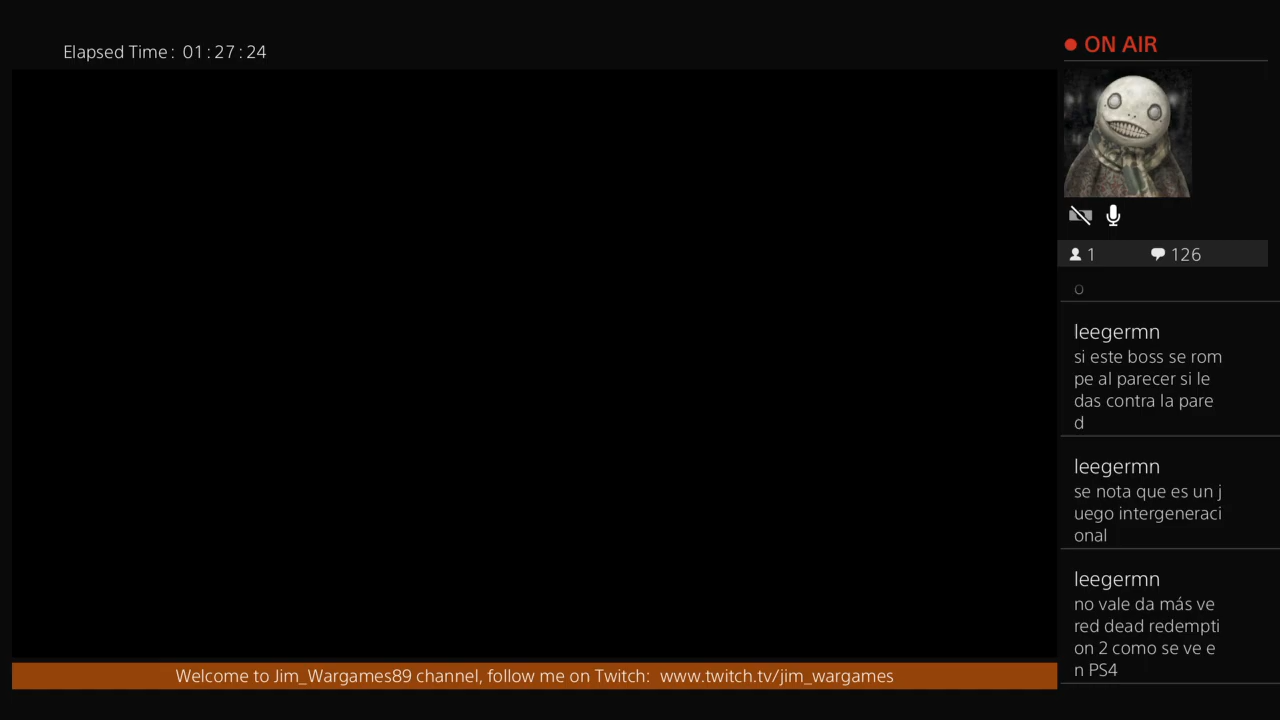 Elapsed Time: 01:27:24
ON AIR
1 126
o
leegermn
si este boss se rom
pe al parecer si le
das contra la pare
d
leegermn
se nota que es un j
uego intergeneraci
onal
leegermn
no vale da más ve
red dead redempti
on 2 como se ve e
n PS4
Welcome to Jim_Wargames89 channel, follow me on Twitch: www.twitch.tv/jim_wargames